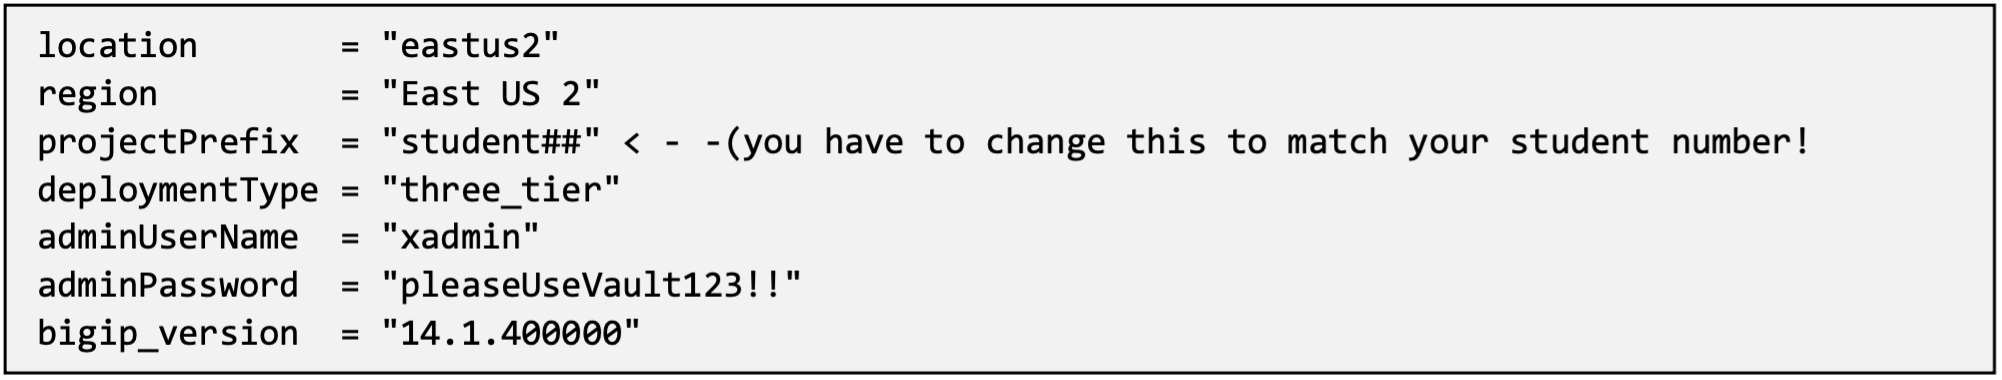 location       = "eastus2"
region         = "East US 2"
projectPrefix  = "student##" < - -(you have to change this to match your student number!
deploymentType = "three_tier"
adminUserName  = "xadmin"
adminPassword  = "pleaseUseVault123!!"
bigip_version  = "14.1.400000"